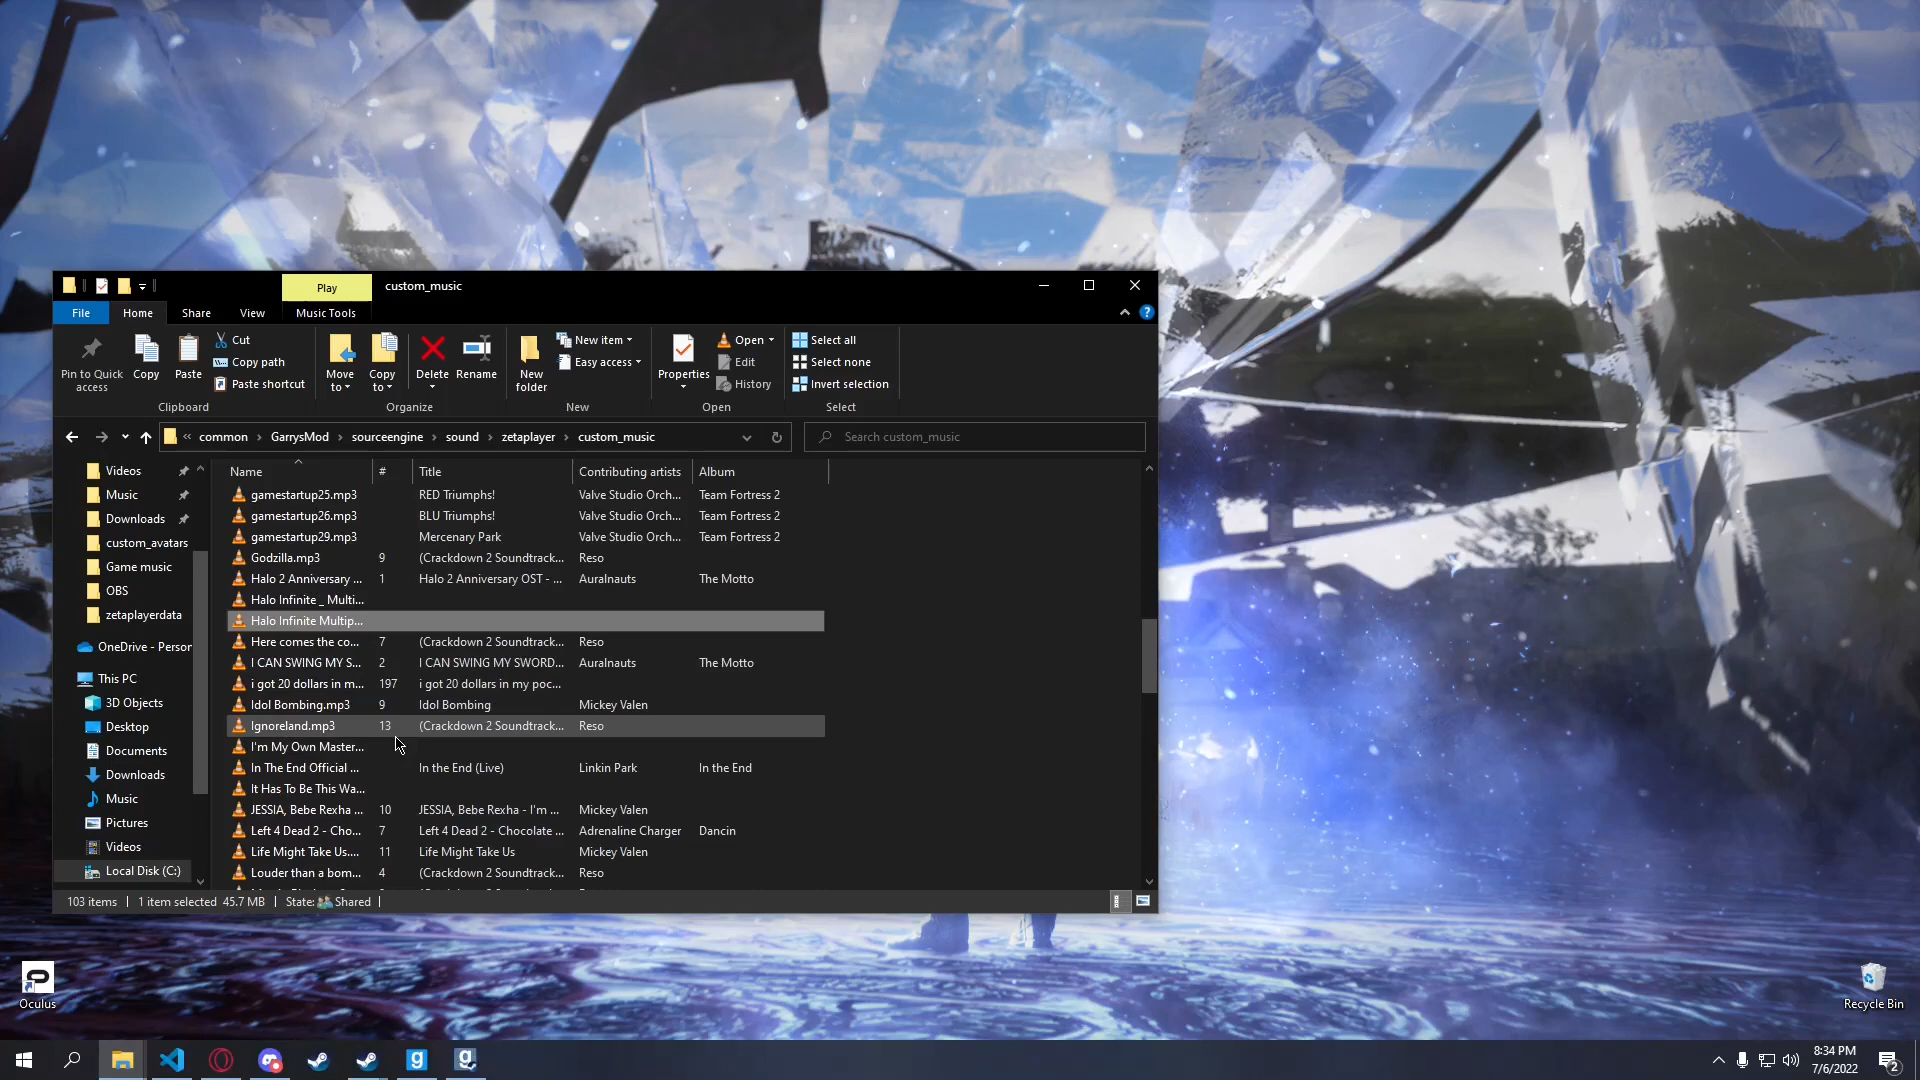 Play
custom_music
File
Home
Share
View
Music Tools
Pin to Quick access
Copy
Paste
Cut
Copy path
Paste shortcut
Clipboard
Move to
Copy to
Delete
Rename
Organize
New folder
New item
Easy access
New
Properties
Open
Edit
History
Open
Select all
Select none
Invert selection
Select
« common > GarrysMod > sourceengine > sound > zetaplayer > custom_music
Search custom_music
Videos
Music
Downloads
custom_avatars
Game music
OBS
zetaplayerdata
OneDrive - Person
This PC
3D Objects
Desktop
Documents
Downloads
Music
Pictures
Videos
Local Disk (C:)
Name # Title Contributing artists Album
gamestartup25.mp3 RED Triumphs! Valve Studio Orch... Team Fortress 2
gamestartup26.mp3 BLU Triumphs! Valve Studio Orch... Team Fortress 2
gamestartup29.mp3 Mercenary Park Valve Studio Orch... Team Fortress 2
Godzilla.mp3 9 (Crackdown 2 Soundtrack... Reso
Halo 2 Anniversary ... 1 Halo 2 Anniversary OST - ... Auralnauts The Motto
Halo Infinite _ Multi...
Halo Infinite Multip...
Here comes the co... 7 (Crackdown 2 Soundtrack... Reso
I CAN SWING MY S... 2 I CAN SWING MY SWORD... Auralnauts The Motto
i got 20 dollars in m... 197 i got 20 dollars in my poc...
Idol Bombing.mp3 9 Idol Bombing Mickey Valen
Ignoreland.mp3 13 (Crackdown 2 Soundtrack... Reso
I'm My Own Master...
In The End Official ... In the End (Live) Linkin Park In the End
It Has To Be This Wa...
JESSIA, Bebe Rexha ... 10 JESSIA, Bebe Rexha - I'm ... Mickey Valen
Left 4 Dead 2 - Cho... 7 Left 4 Dead 2 - Chocolate ... Adrenaline Charger Dancin
Life Might Take Us.... 11 Life Might Take Us Mickey Valen
Louder than a bom... 4 (Crackdown 2 Soundtrack... Reso
103 items | 1 item selected 45.7 MB | State: Shared |
Oculus
Recycle Bin
8:34 PM
7/6/2022
2